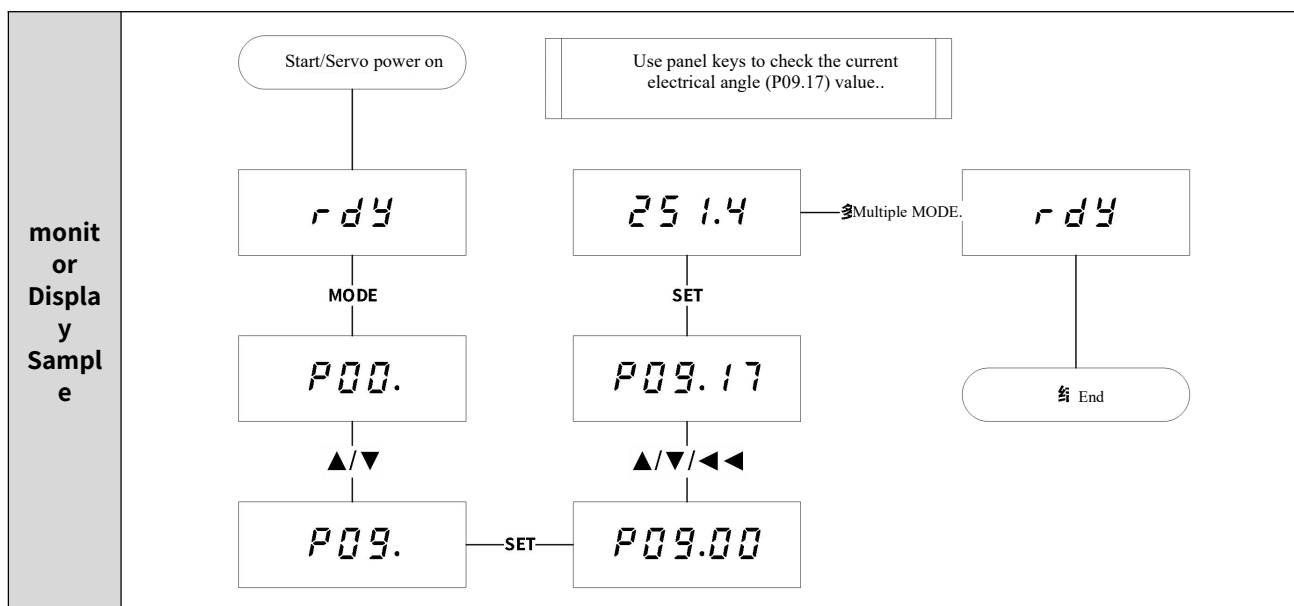 monit
or
Displa
y
Sampl
e
Start/Servo power on
Use panel keys to check the current
electrical angle (P09.17) value..
rdy
MODE
P00.
▲/▼
P09.
SET
P09.00
▲/▼/◀◀
P09.17
SET
251.4
Multiple MODE.
rdy
End